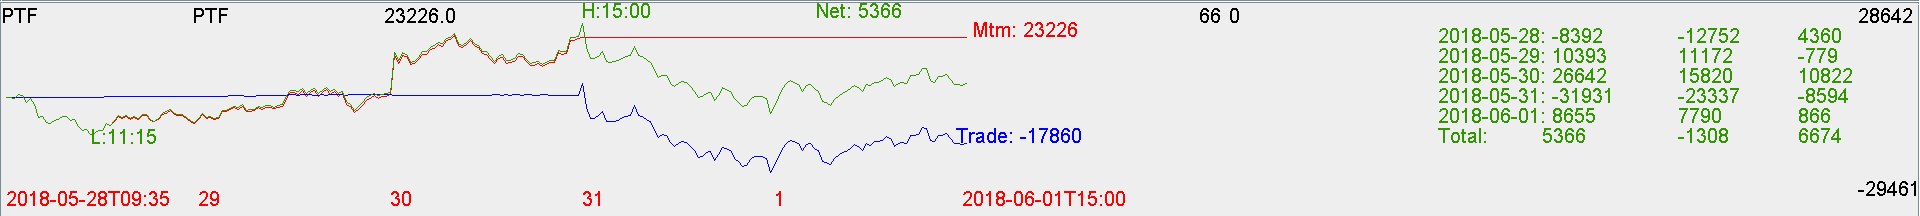 PTF PTF 23226.0 H:15:00 Net: 5366 66 0 28642
Mtm: 23226
2018-05-28: -8392 -12752 4360
2018-05-29: 10393 11172 -779
2018-05-30: 26642 15820 10822
2018-05-31: -31931 -23337 -8594
2018-06-01: 8655 7790 866
L:11:15 Trade: -17860 Total: 5366 -1308 6674
-29461
2018-05-28T09:35 29 30 31 1 2018-06-01T15:00